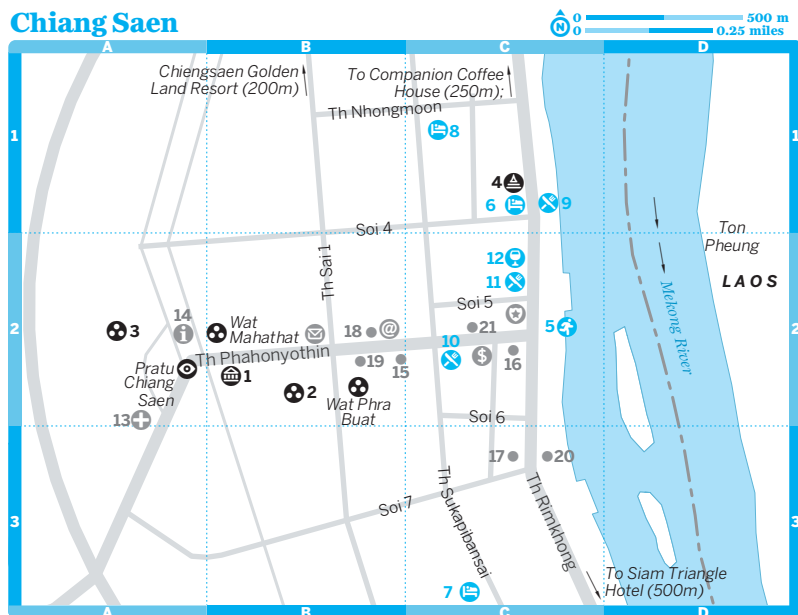 Chiang Saen
N
0 500 m
0 0.25 miles
A B C D
Chiengsaen Golden
Land Resort (200m)
To Companion Coffee
House (250m);
Th Nhongmoon
1 1
8
4
6
9
Soi 4
Ton
Pheung
LAOS
Th Sai 1
12
11
Soi 5
Mekong River
14
3
Wat
Mahathat
2 2
18 @
21
5
10
Th Phahonyothin
Pratu
Chiang
Saen
1
19
15
$
16
2
Wat Phra
Buat
13
Soi 6
17
20
Th Sukapibansai
Th Rimkhong
Soi 7
3 3
7
To Siam Triangle
Hotel (500m)
A B C D